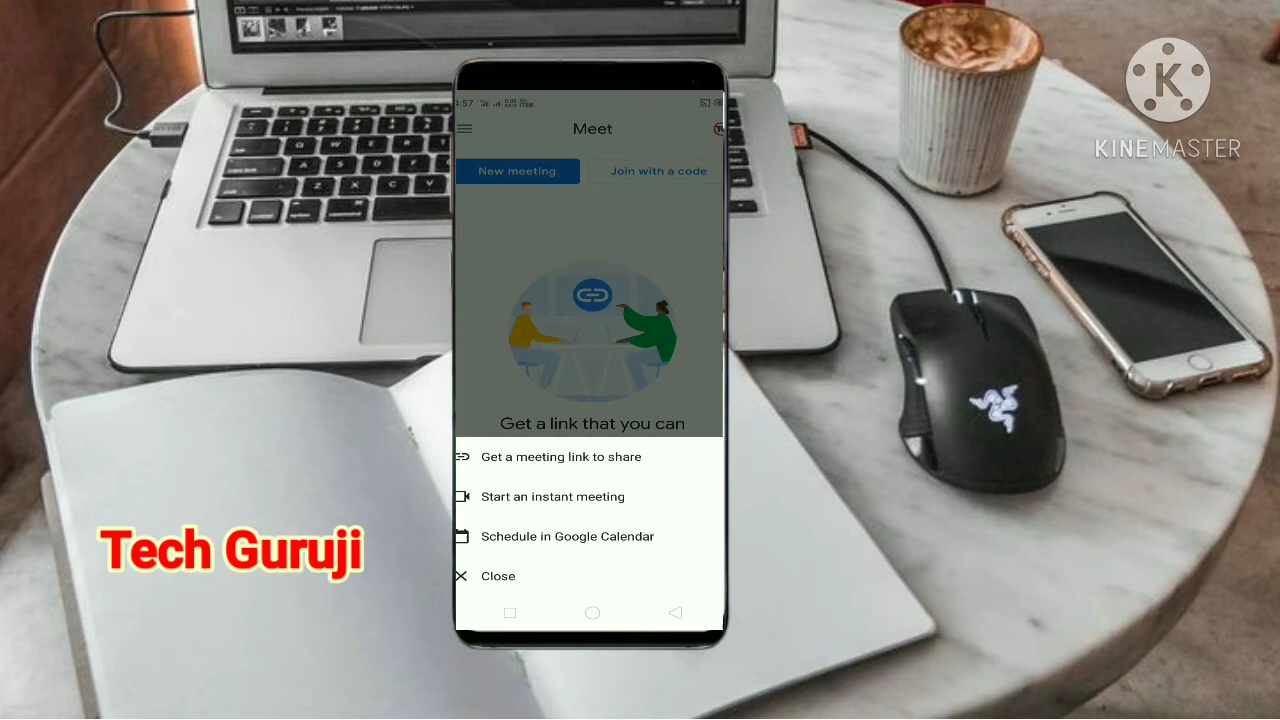 Meet
New meeting
Join with a code
Get a link that you can
Get a meeting link to share
Start an instant meeting
Schedule in Google Calendar
Close
Tech Guruji
K
KINEMASTER